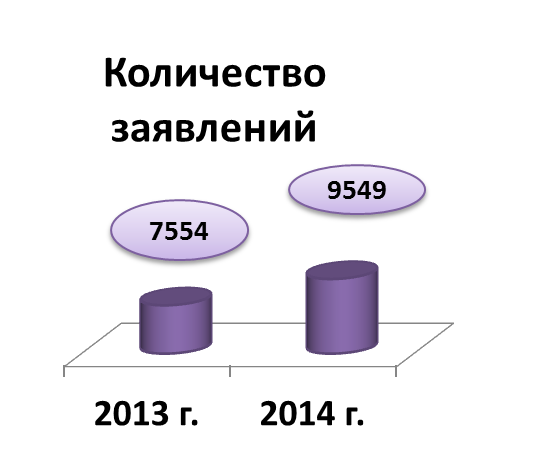 Количество
заявлений
9549
7554
2013 г.
2014 г.